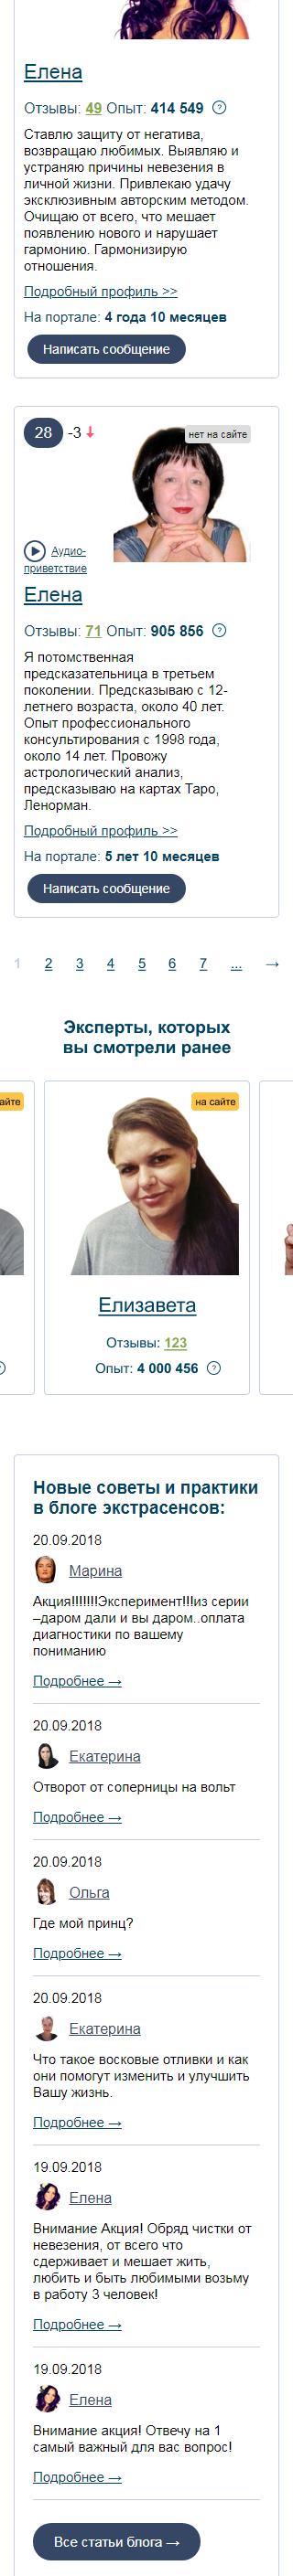 Елена
Отзывы: 49 Опыт: 414 549 ?
Ставлю защиту от негатива,
возвращаю любимых. Выявляю и
устраняю причины невезения в
личной жизни. Привлекаю удачу
эксклюзивным авторским методом.
Очищаю от всего, что мешает
появлению нового и нарушает
гармонию. Гармонизирую
отношения.
Подробный профиль >>
На портале: 4 года 10 месяцев
Написать сообщение
28 -3
нет на сайте
Аудио-
приветствие
Елена
Отзывы: 71 Опыт: 905 856 ?
Я потомственная
предсказательница в третьем
поколении. Предсказываю с 12-
летнего возраста, около 40 лет.
Опыт профессионального
консультирования с 1998 года,
около 14 лет. Провожу
астрологический анализ,
предсказываю на картах Таро,
Ленорман.
Подробный профиль >>
На портале: 5 лет 10 месяцев
Написать сообщение
1 2 3 4 5 6 7 ... →
Эксперты, которых
вы смотрели ранее
айте
на сайте
Елизавета
Отзывы: 123
Опыт: 4 000 456 ?
Новые советы и практики
в блоге экстрасенсов:
20.09.2018
Марина
Акция!!!!!!!Эксперимент!!!из серии
–даром дали и вы даром..оплата
диагностики по вашему
пониманию
Подробнее →
20.09.2018
Екатерина
Отворот от соперницы на вольт
Подробнее →
20.09.2018
Ольга
Где мой принц?
Подробнее →
20.09.2018
Екатерина
Что такое восковые отливки и как
они помогут изменить и улучшить
Вашу жизнь.
Подробнее →
19.09.2018
Елена
Внимание Акция! Обряд чистки от
невезения, от всего что
сдерживает и мешает жить,
любить и быть любимыми возьму
в работу 3 человек!
Подробнее →
19.09.2018
Елена
Внимание акция! Отвечу на 1
самый важный для вас вопрос!
Подробнее →
Все статьи блога →